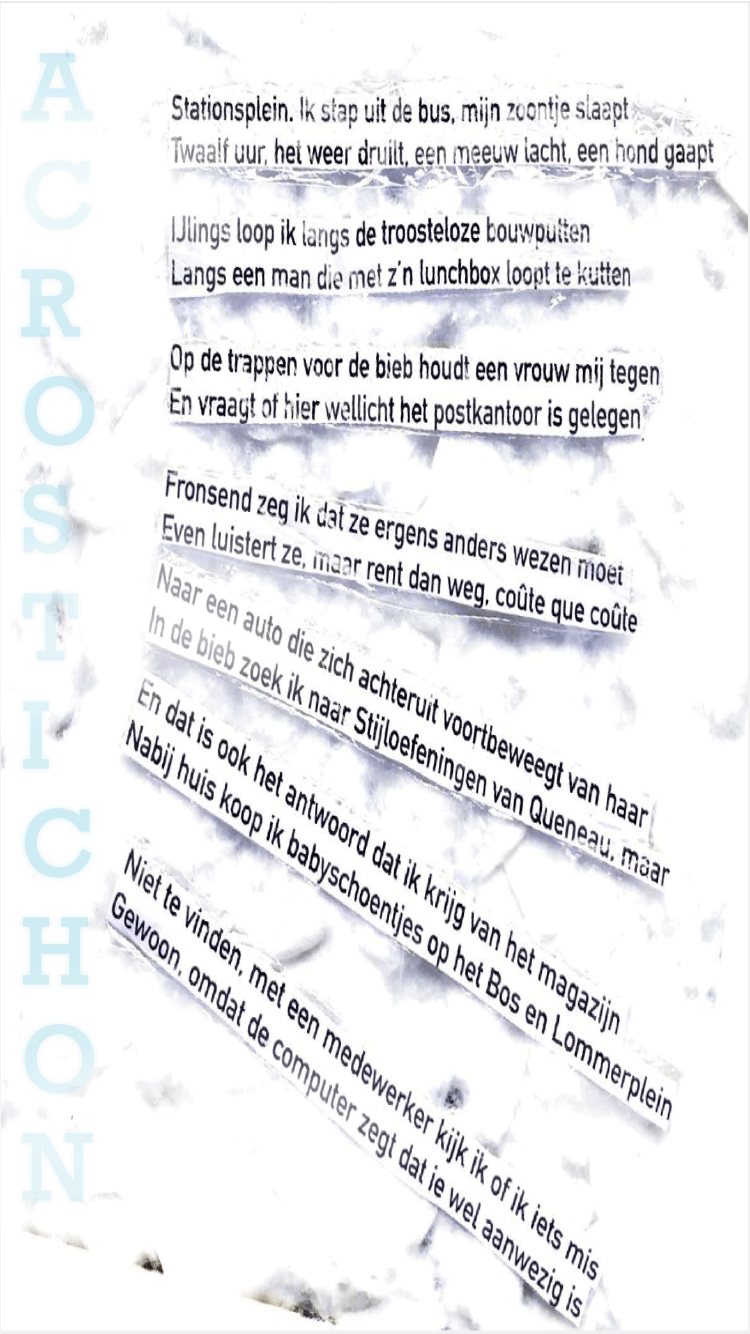 ACROSTICHON
Stationsplein. Ik stap uit de bus, mijn zoontje slaapt
Twaalf uur, het weer druilt, een meeuw lacht, een hond gaapt
IJlings loop ik langs de troosteloze bouwputten
Langs een man die met z'n lunchbox loopt te kutten
Op de trappen voor de bieb houdt een vrouw mij tegen
En vraagt of hier wellicht het postkantoor is gelegen
Fronsend zeg ik dat ze ergens anders wezen moet
Even luistert ze, maar rent dan weg, coûte que coûte
Naar een auto die zich achteruit voortbeweegt van haar
In de bieb zoek ik naar Stijloefeningen van Queneau, maar
En dat is ook het antwoord dat ik krijg van het magazijn
Nabij huis koop ik babyschoentjes op het Bos en Lommerplein
Niet te vinden, met een medewerker kijk ik of ik iets mis
Gewoon, omdat de computer zegt dat ie wel aanwezig is